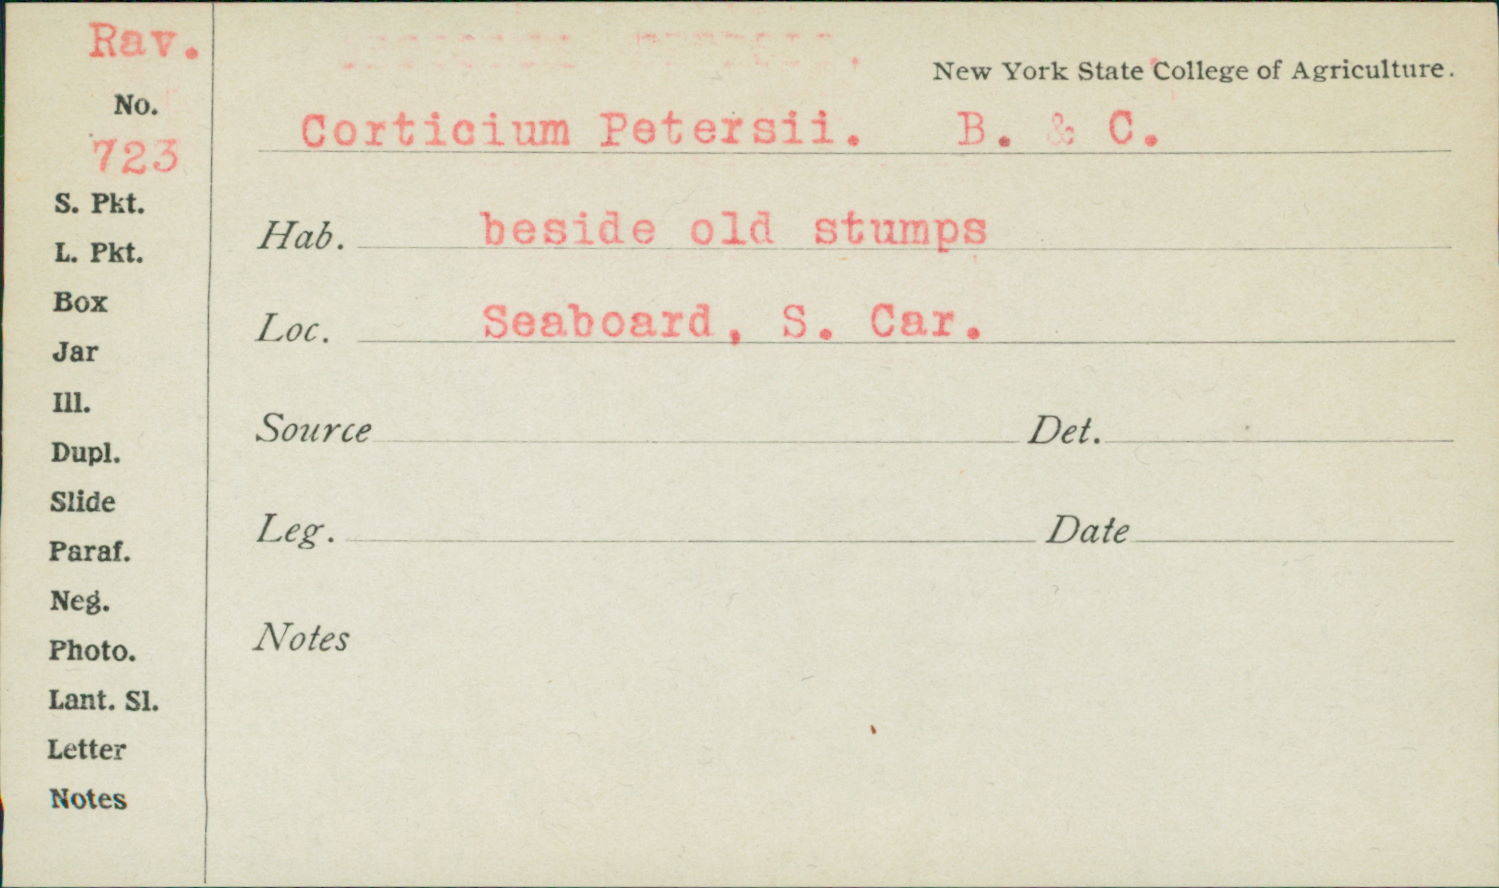 Rav.
New York State College of Agriculture.
No.
723
Corticium Petersii. B. & C.
S. Pkt.
L. Pkt.
Box
Jar
Ill.
Dupl.
Slide
Paraf.
Neg.
Photo.
Lant. Sl.
Letter
Notes
Hab. beside old stumps
Loc. Seaboard, S. Car.
Source Det.
Leg. Date
Notes